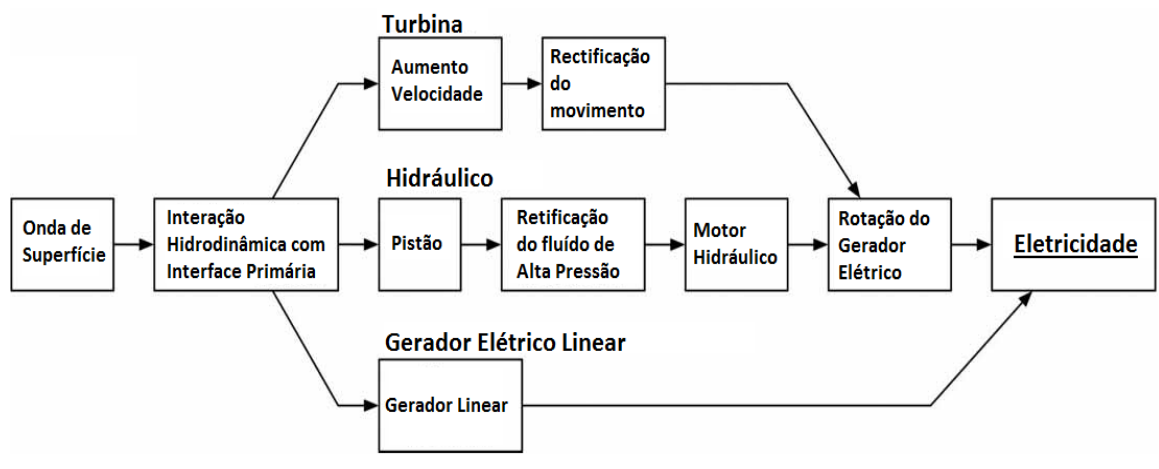 Turbina
Aumento
Velocidade
Rectificação
do
movimento
Hidráulico
Onda de
Superfície
Interação
Hidrodinâmica com
Interface Primária
Pistão
Retificação
do fluído de
Alta Pressão
Motor
Hidráulico
Rotação do
Gerador
Elétrico
Eletricidade
Gerador Elétrico Linear
Gerador Linear